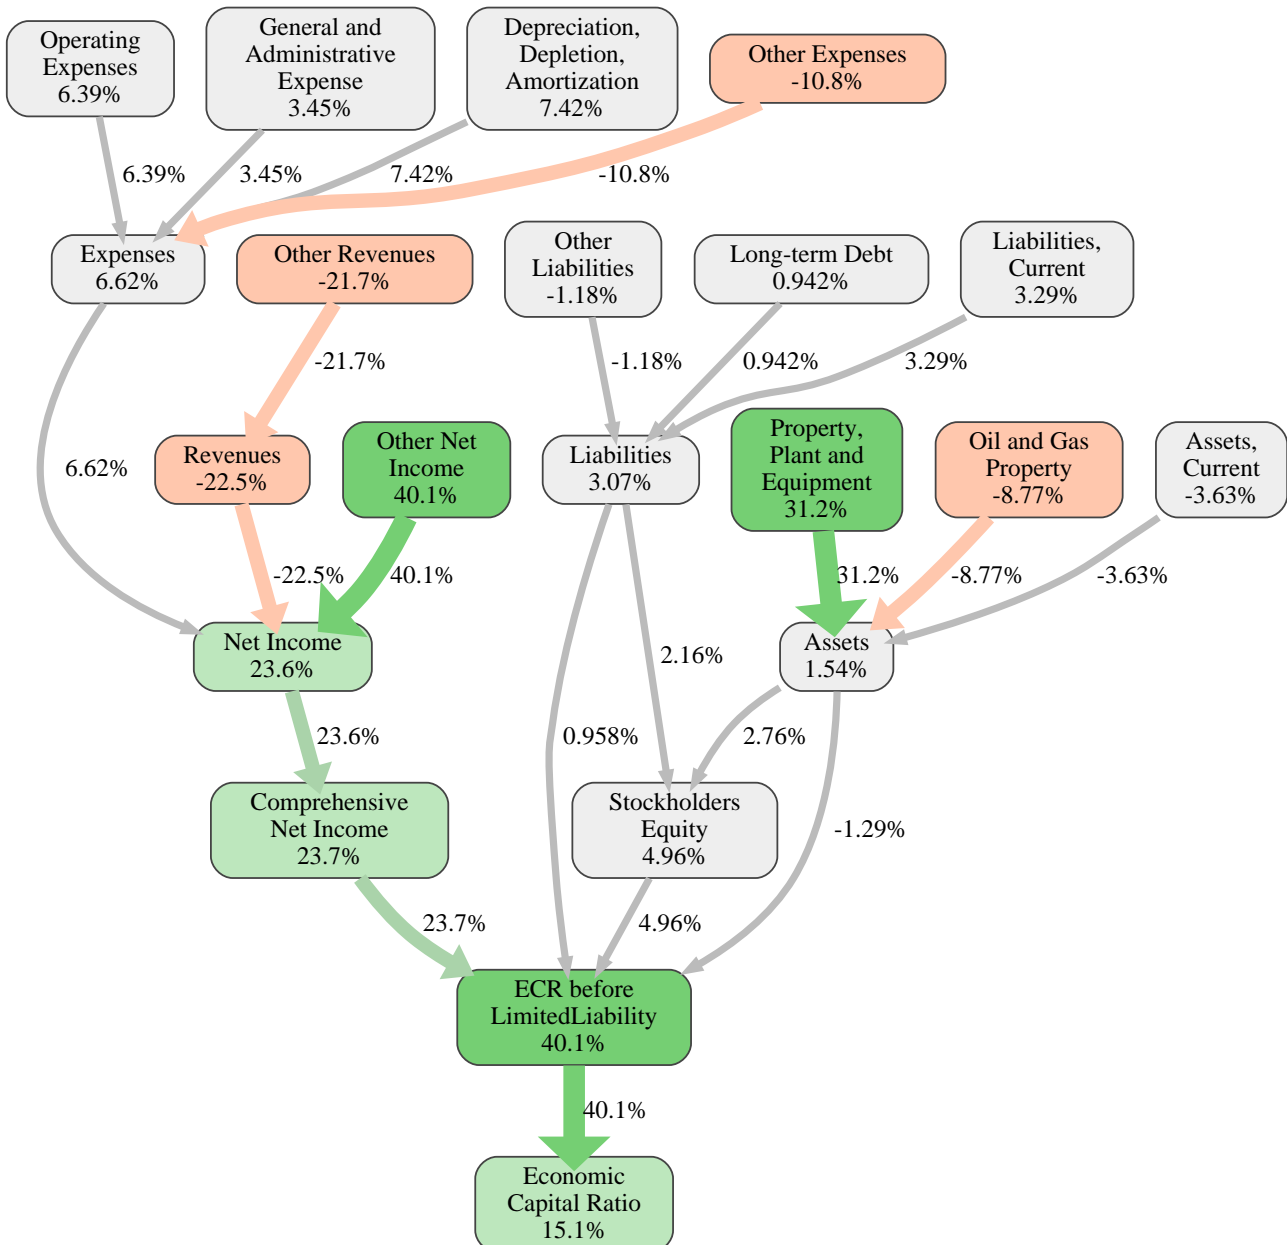 Operating
Expenses
6.39%
General and
Administrative
Expense
3.45%
Depreciation,
Depletion,
Amortization
7.42%
Other Expenses
-10.8%
6.39%
3.45%
7.42%
-10.8%
Expenses
6.62%
Other Revenues
-21.7%
Other
Liabilities
-1.18%
Long-term Debt
0.942%
Liabilities,
Current
3.29%
-21.7%
-1.18%
0.942%
3.29%
6.62%
Revenues
-22.5%
Other Net
Income
40.1%
Liabilities
3.07%
Property,
Plant and
Equipment
31.2%
Oil and Gas
Property
-8.77%
Assets,
Current
-3.63%
-22.5%
40.1%
31.2%
-8.77%
-3.63%
Net Income
23.6%
2.16%
Assets
1.54%
23.6%
0.958%
2.76%
Comprehensive
Net Income
23.7%
Stockholders
Equity
4.96%
-1.29%
23.7%
4.96%
ECR before
LimitedLiability
40.1%
40.1%
Economic
Capital Ratio
15.1%